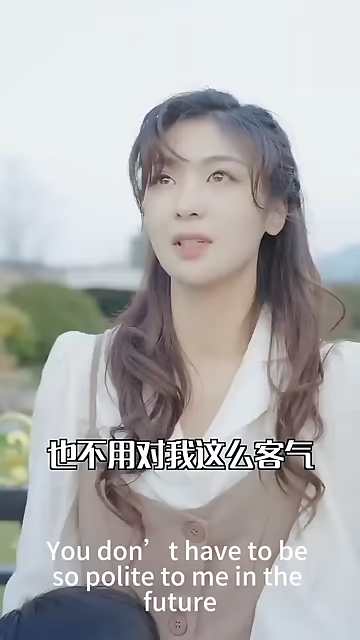 也不用对我这么客气
You don't have to be
so polite to me in the
future